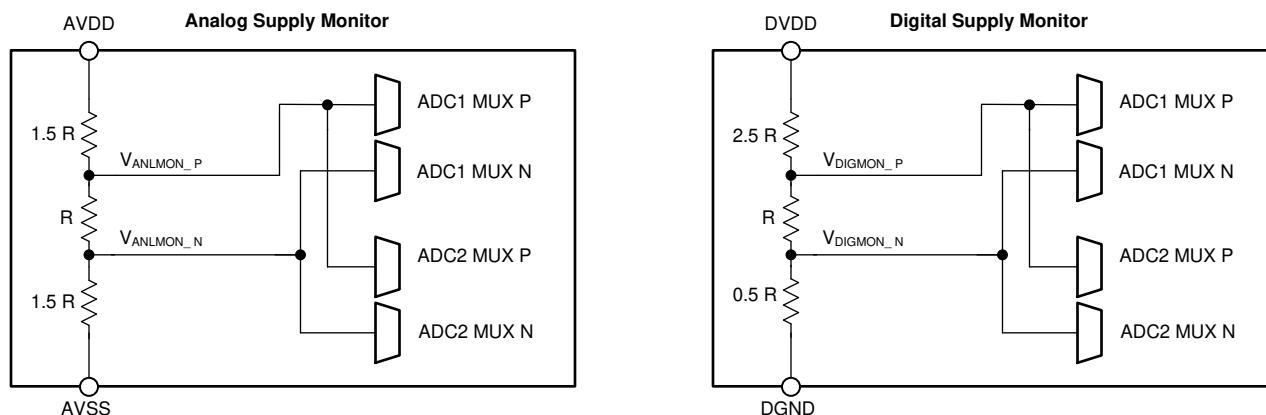 Analog Supply Monitor
AVDD
1.5 R
V_ANLMON_P
R
V_ANLMON_N
1.5 R
AVSS
ADC1 MUX P
ADC1 MUX N
ADC2 MUX P
ADC2 MUX N
Digital Supply Monitor
DVDD
2.5 R
V_DIGMON_P
R
V_DIGMON_N
0.5 R
DGND
ADC1 MUX P
ADC1 MUX N
ADC2 MUX P
ADC2 MUX N